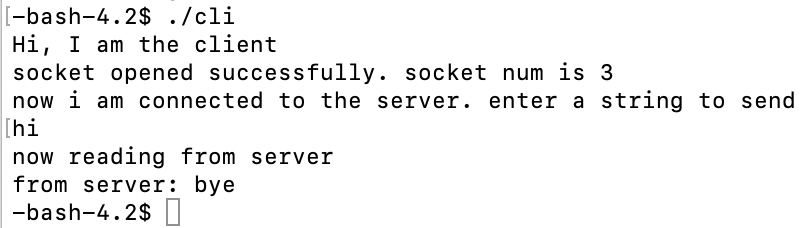 [-bash-4.2$ ./cli
Hi, I am the client
socket opened successfully. socket num is 3
now i am connected to the server. enter a string to send
[hi
now reading from server
from server: bye
-bash-4.2$